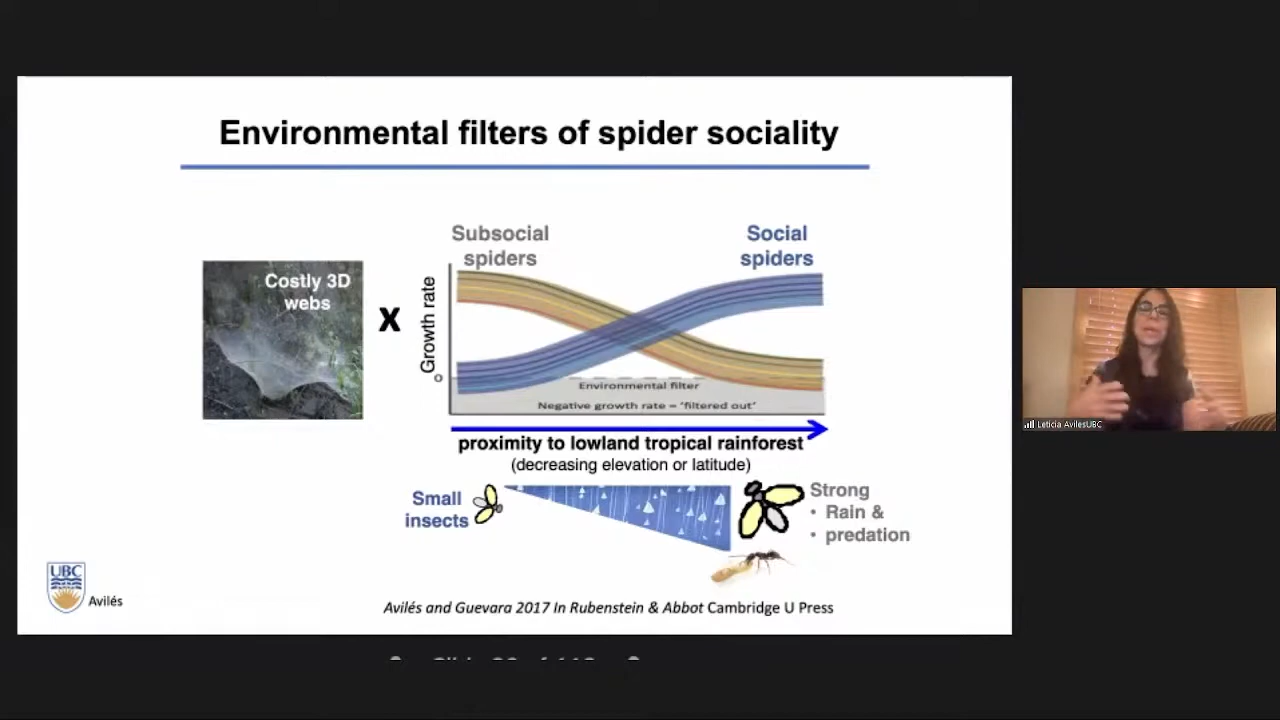 Environmental filters of spider sociality
Subsocial
spiders
Social
spiders
Costly 3D
webs
X
Growth rate
0
Environmental filter
Negative growth rate = "filtered out"
proximity to lowland tropical rainforest
(decreasing elevation or latitude)
Small
insects
Strong
• Rain &
• predation
UBC
Avilés
Avilés and Guevara 2017 In Rubenstein & Abbot Cambridge U Press
Leticia AvilesUBC